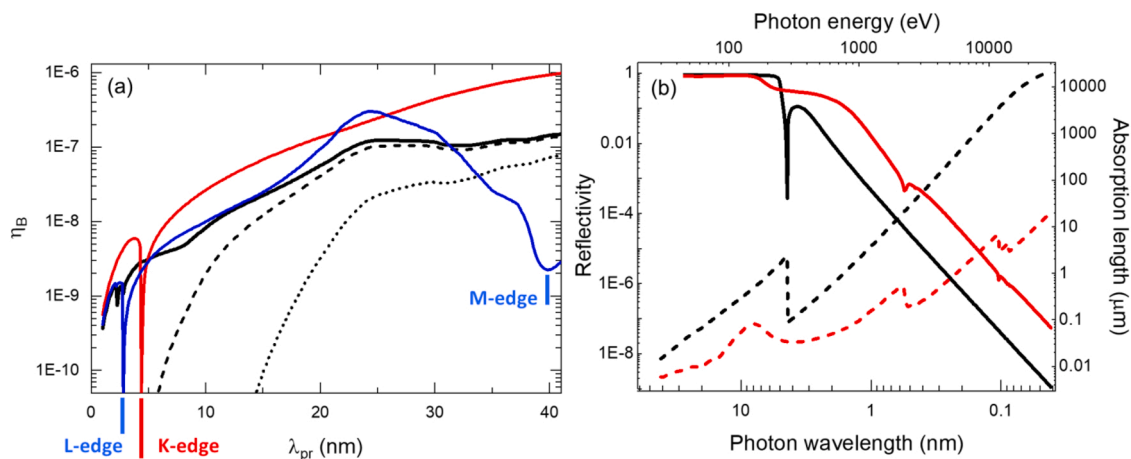 (a)
1E-6
1E-7
1E-8
1E-9
1E-10
η_B
0
10
20
30
40
λ_pr (nm)
L-edge
K-edge
M-edge
Photon energy (eV)
100
1000
10000
(b)
1
0.01
1E-4
1E-6
1E-8
Reflectivity
10000
1000
100
10
1
0.1
0.01
Absorption length (μm)
10
1
0.1
Photon wavelength (nm)